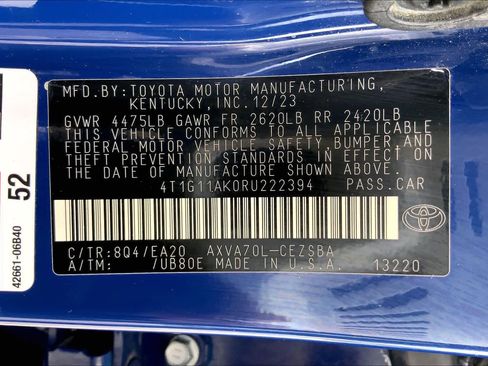 MFD.BY:TOYOTA MOTOR MANUFACTURING,
KENTUCKY,INC.12/23
GVWR 4475LB GAWR FR 2620LB RR 2420LB
THIS VEHICLE CONFORMS TO ALL APPLICABLE
FEDERAL MOTOR VEHICLE SAFETY, BUMPER,
AND THEFT PREVENTION STANDARDS IN EFFECT ON
THE DATE OF MANUFACTURE SHOWN ABOVE.
4T1G11AK0RU222394 PASS.CAR
C/TR:8Q4/EA20 AXVA70L-CEZSBA
A/TM: /UB80E MADE IN U.S.A. 13220
52
42661-06B40